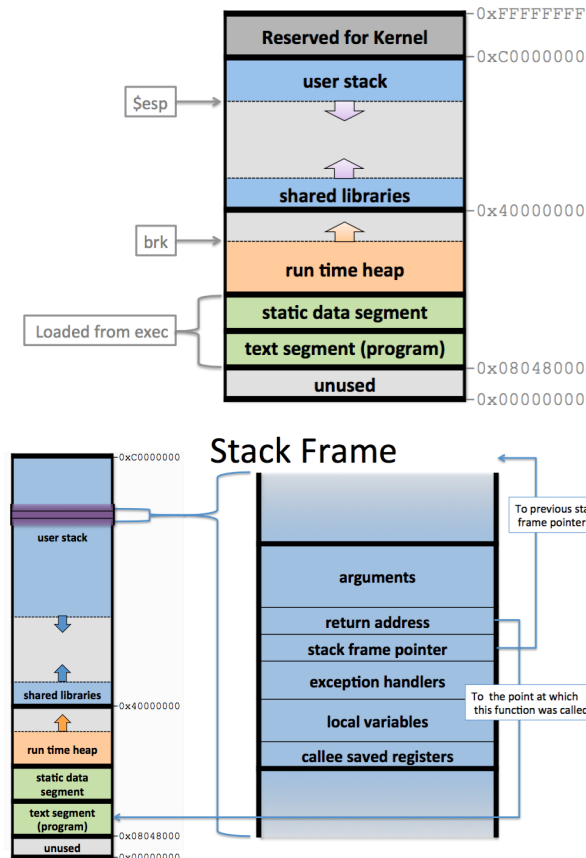 0xFFFFFFFF
Reserved for Kernel
0xC0000000
user stack
$esp
shared libraries
0x40000000
brk
run time heap
static data segment
Loaded from exec
text segment (program)
0x08048000
unused
0x00000000
Stack Frame
0xC0000000
user stack
shared libraries
0x40000000
run time heap
static data
segment
text segment
(program)
0x08048000
unused
0x00000000
arguments
return address
stack frame pointer
exception handlers
local variables
callee saved registers
To previous sta
frame pointer
To the point at which
this function was called